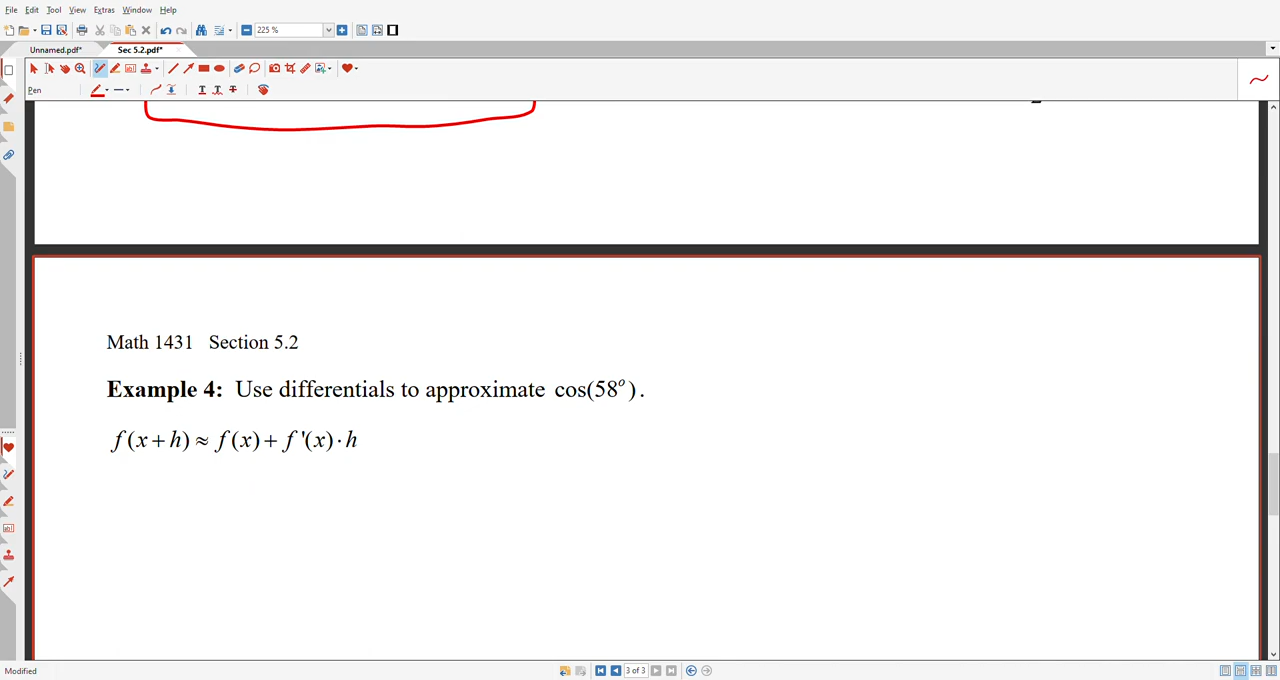 File Edit Tool View Extras Window Help
225 %
Unnamed.pdf* Sec 5.2.pdf*
Pen
Math 1431 Section 5.2
Example 4: Use differentials to approximate cos(58°).
f(x+h)≈f(x)+f'(x)·h
3 of 3
Modified